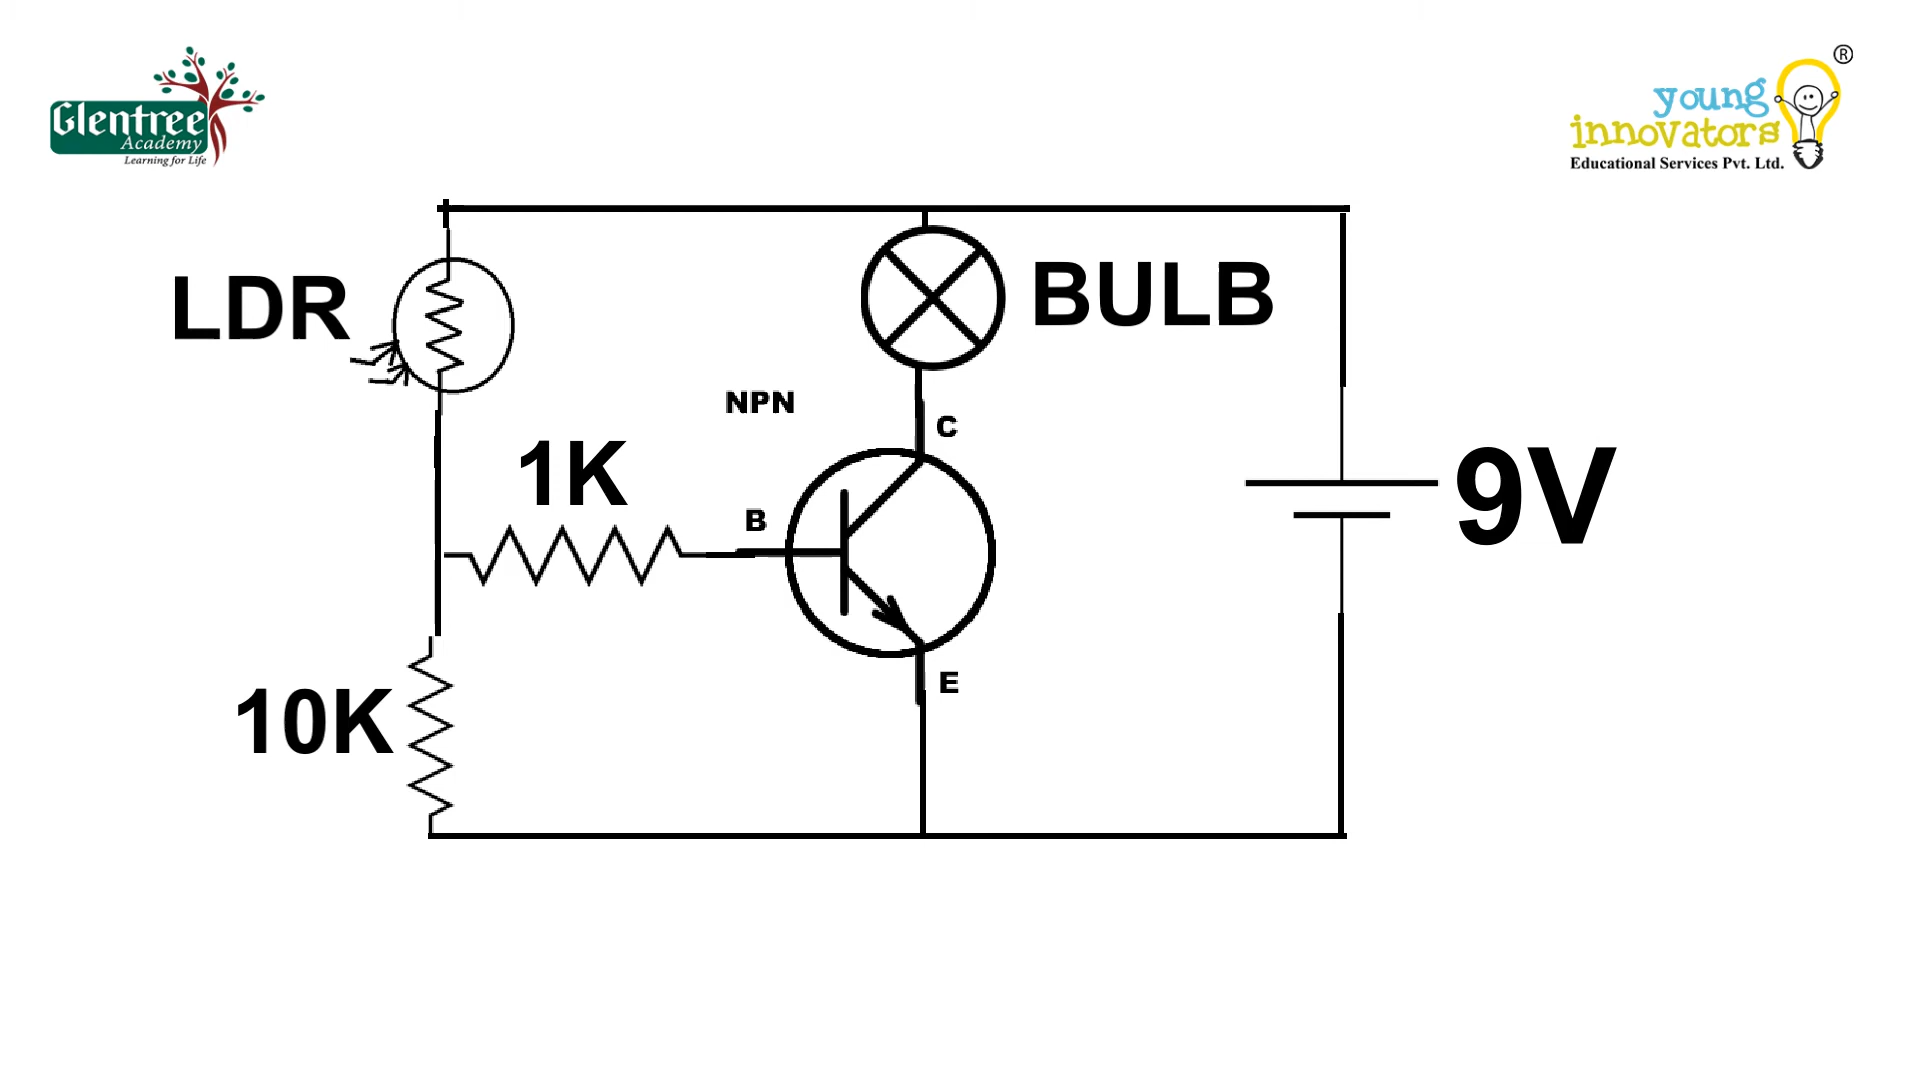 Glentree
Academy
Learning for Life
®
young
innovators
Educational Services Pvt. Ltd.
LDR
BULB
NPN
C
1K
B
9V
E
10K